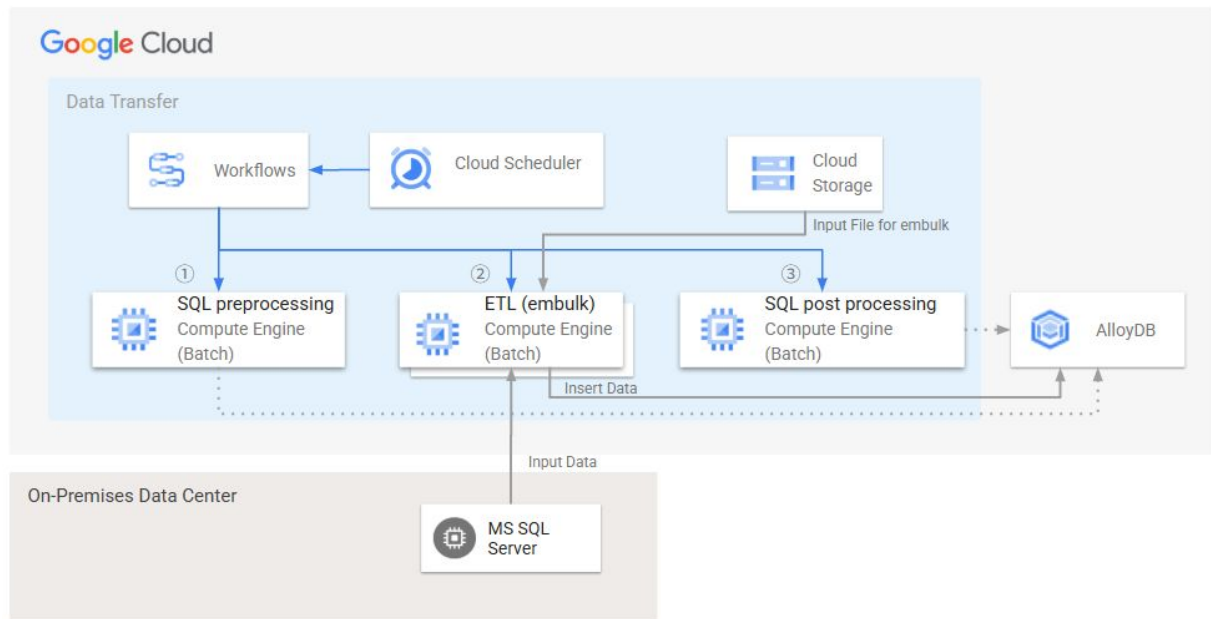 Google Cloud
Data Transfer
Workflows
Cloud Scheduler
Cloud
Storage
Input File for embulk
①
SQL preprocessing
Compute Engine
(Batch)
②
ETL (embulk)
Compute Engine
(Batch)
③
SQL post processing
Compute Engine
(Batch)
AlloyDB
Insert Data
Input Data
On-Premises Data Center
MS SQL
Server